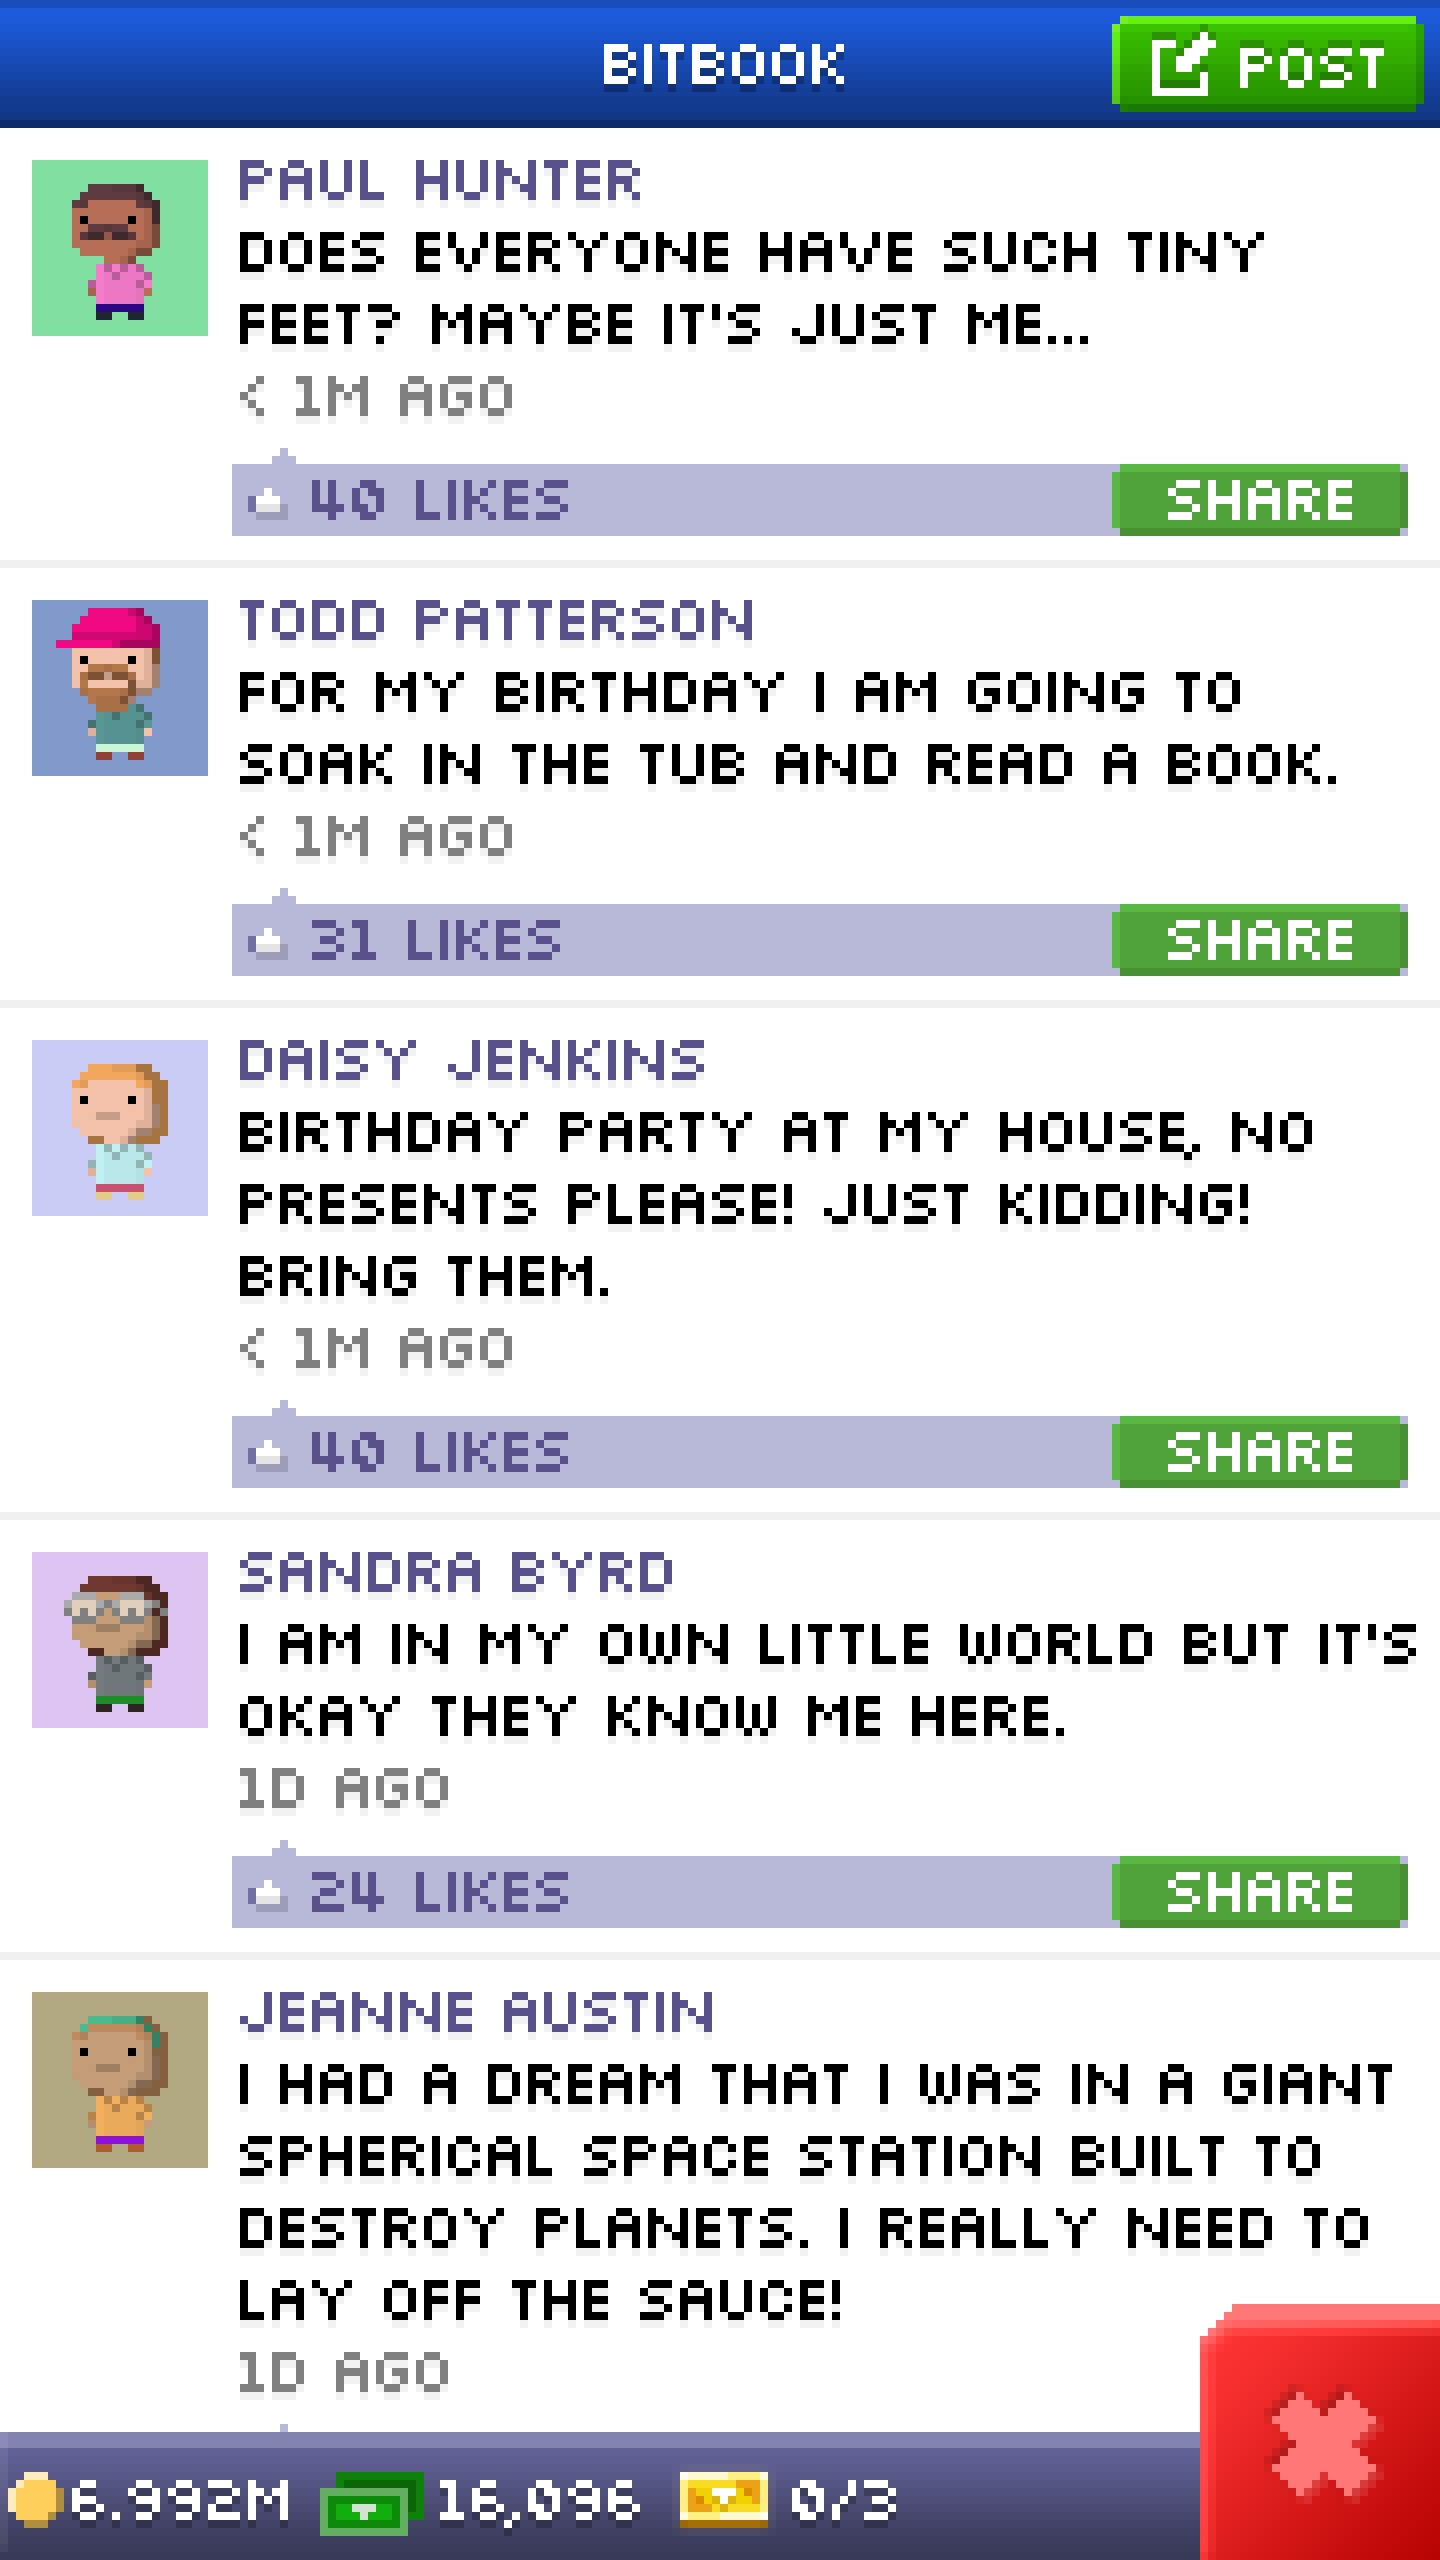 BITBOOK
POST
PAUL HUNTER
DOES EVERYONE HAVE SUCH TINY
FEET? MAYBE IT'S JUST ME...
< 1M AGO
40 LIKES
SHARE
TODD PATTERSON
FOR MY BIRTHDAY I AM GOING TO
SOAK IN THE TUB AND READ A BOOK.
< 1M AGO
31 LIKES
SHARE
DAISY JENKINS
BIRTHDAY PARTY AT MY HOUSE, NO
PRESENTS PLEASE! JUST KIDDING!
BRING THEM.
< 1M AGO
40 LIKES
SHARE
SANDRA BYRD
I AM IN MY OWN LITTLE WORLD BUT IT'S
OKAY THEY KNOW ME HERE.
1D AGO
24 LIKES
SHARE
JEANNE AUSTIN
I HAD A DREAM THAT I WAS IN A GIANT
SPHERICAL SPACE STATION BUILT TO
DESTROY PLANETS. I REALLY NEED TO
LAY OFF THE SAUCE!
1D AGO
6.992M 16,096 0/3